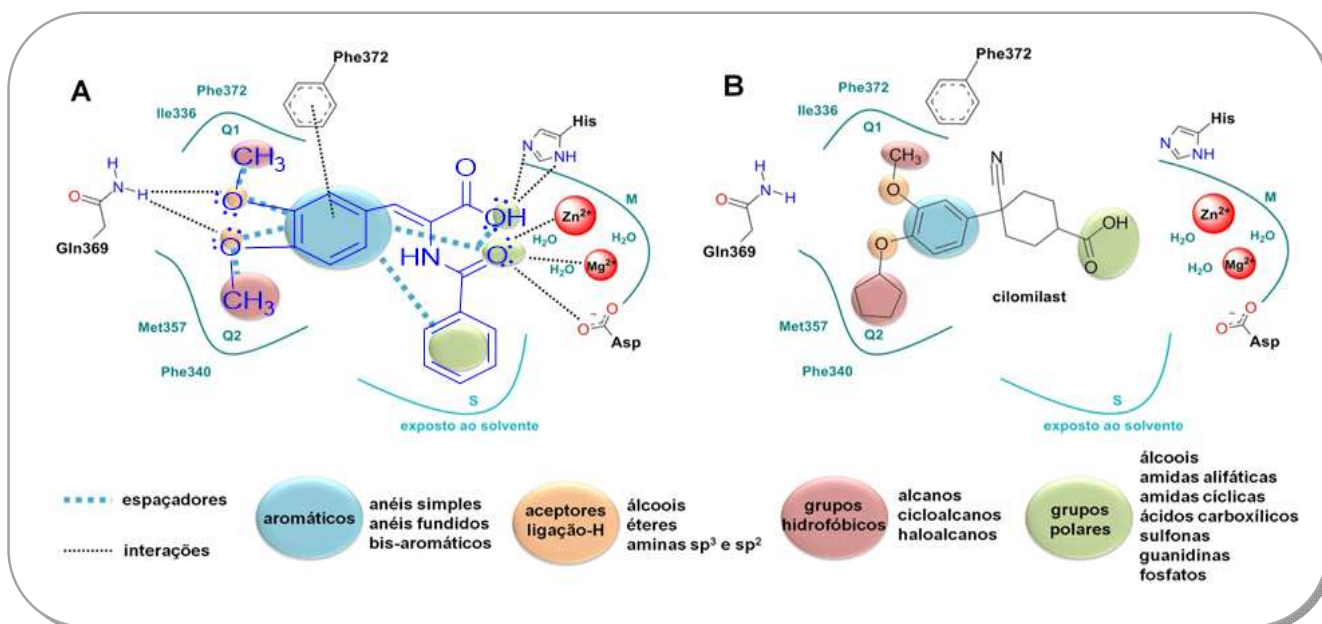 A
Phe372
Phe372
Ile336
Q1
CH3
H
N
H
O
Gln369
O
O
CH3
Met357
Q2
Phe340
O
OH
HN
O
His
N
NH
M
Zn2+
H2O
H2O
H2O
Mg2+
O
O
−
Asp
S
exposto ao solvente
B
Phe372
Phe372
Ile336
Q1
CH3
H
N
H
O
Gln369
O
O
N
OH
O
cilomilast
Met357
Q2
Phe340
His
N
NH
M
Zn2+
H2O
H2O
H2O
Mg2+
O
O
−
Asp
S
exposto ao solvente
espaçadores
interações
aromáticos
anéis simples
anéis fundidos
bis-aromáticos
aceptores
ligação-H
álcoois
éteres
aminas sp3 e sp2
grupos
hidrofóbicos
alcanos
cicloalcanos
haloalcanos
grupos
polares
álcoois
amidas alifáticas
amidas cíclicas
ácidos carboxílicos
sulfonas
guanidinas
fosfatos